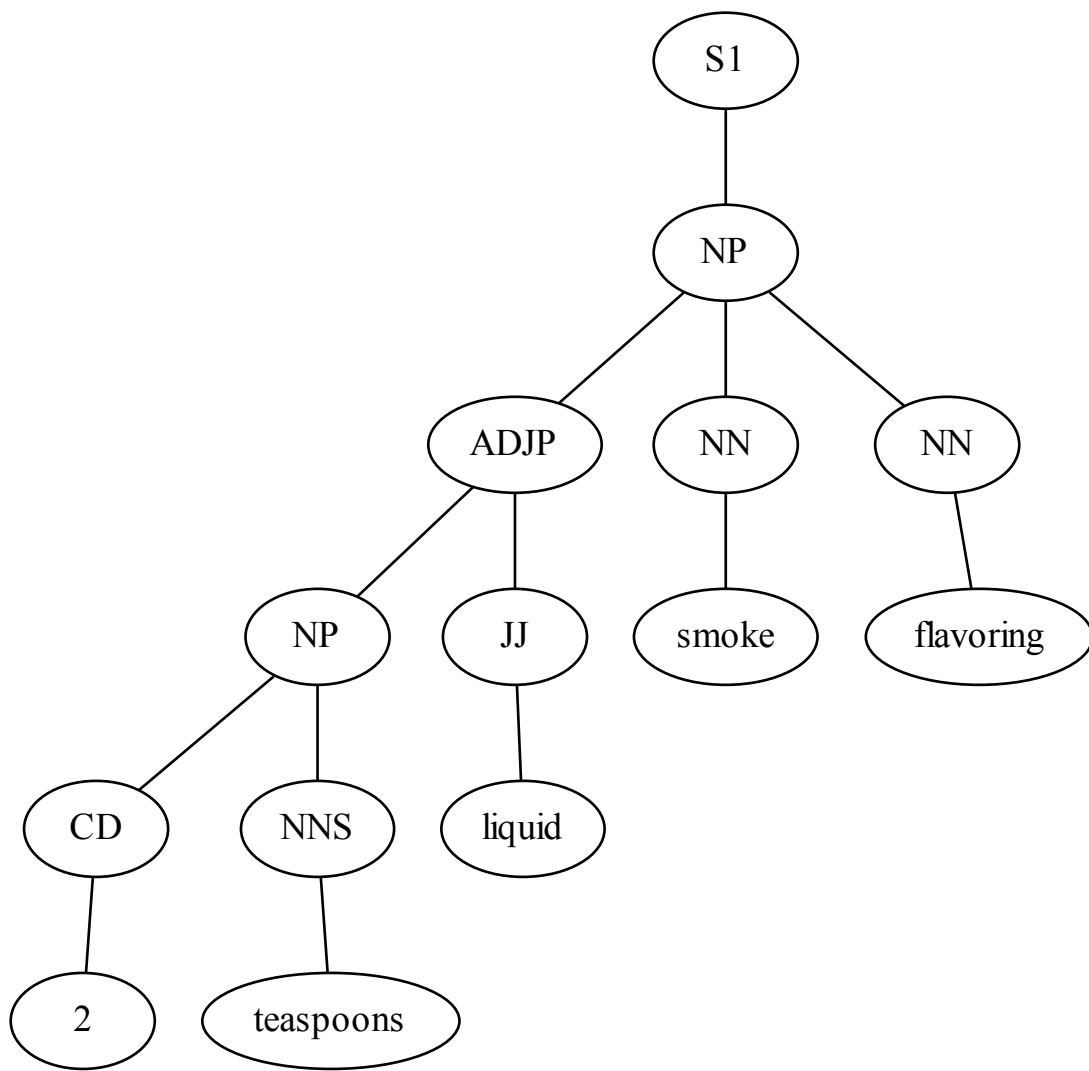 S1
NP
ADJP NN NN
NP JJ smoke flavoring
CD NNS liquid
2 teaspoons